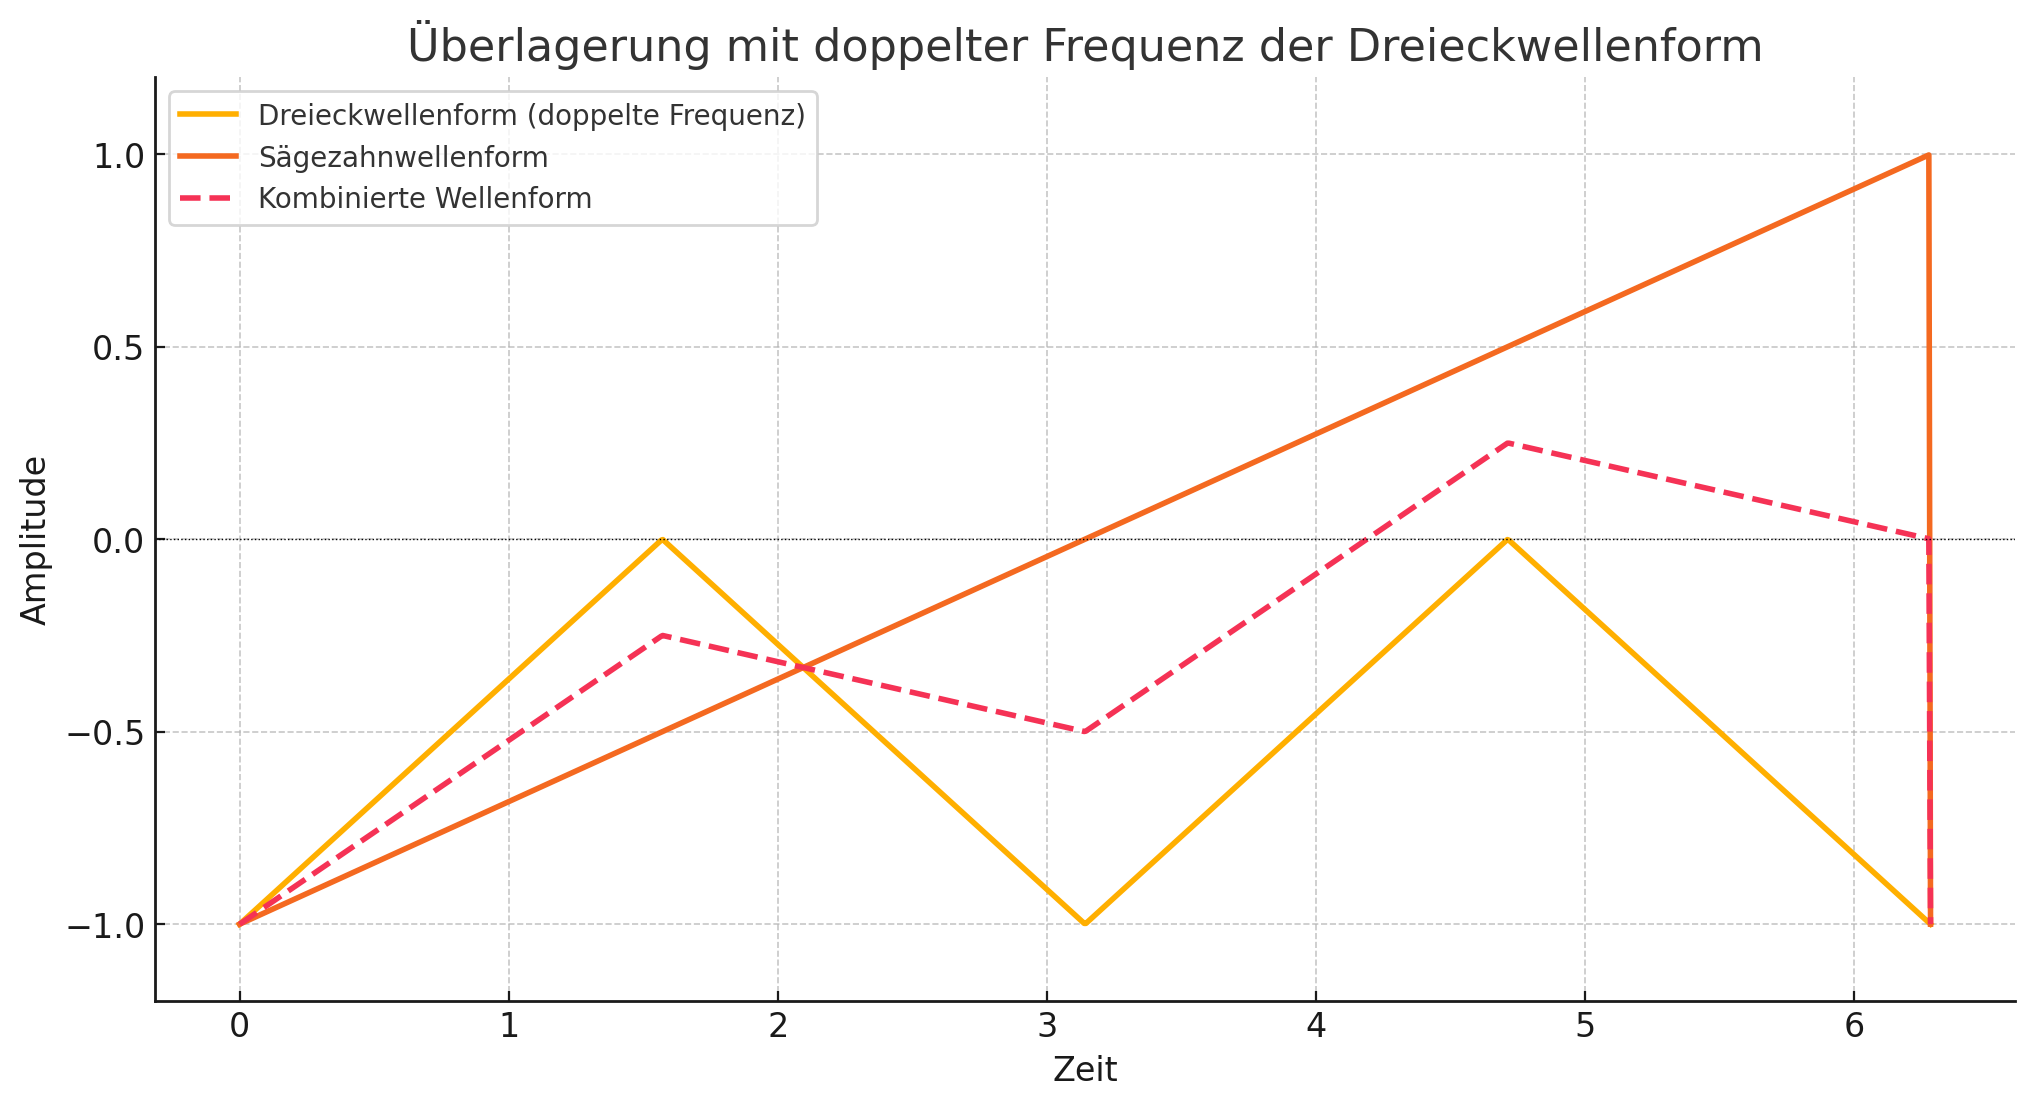 Überlagerung mit doppelter Frequenz der Dreieckwellenform
Dreieckwellenform (doppelte Frequenz)
Sägezahnwellenform
Kombinierte Wellenform
Amplitude
1.0
0.5
0.0
−0.5
−1.0
0 1 2 3 4 5 6
Zeit